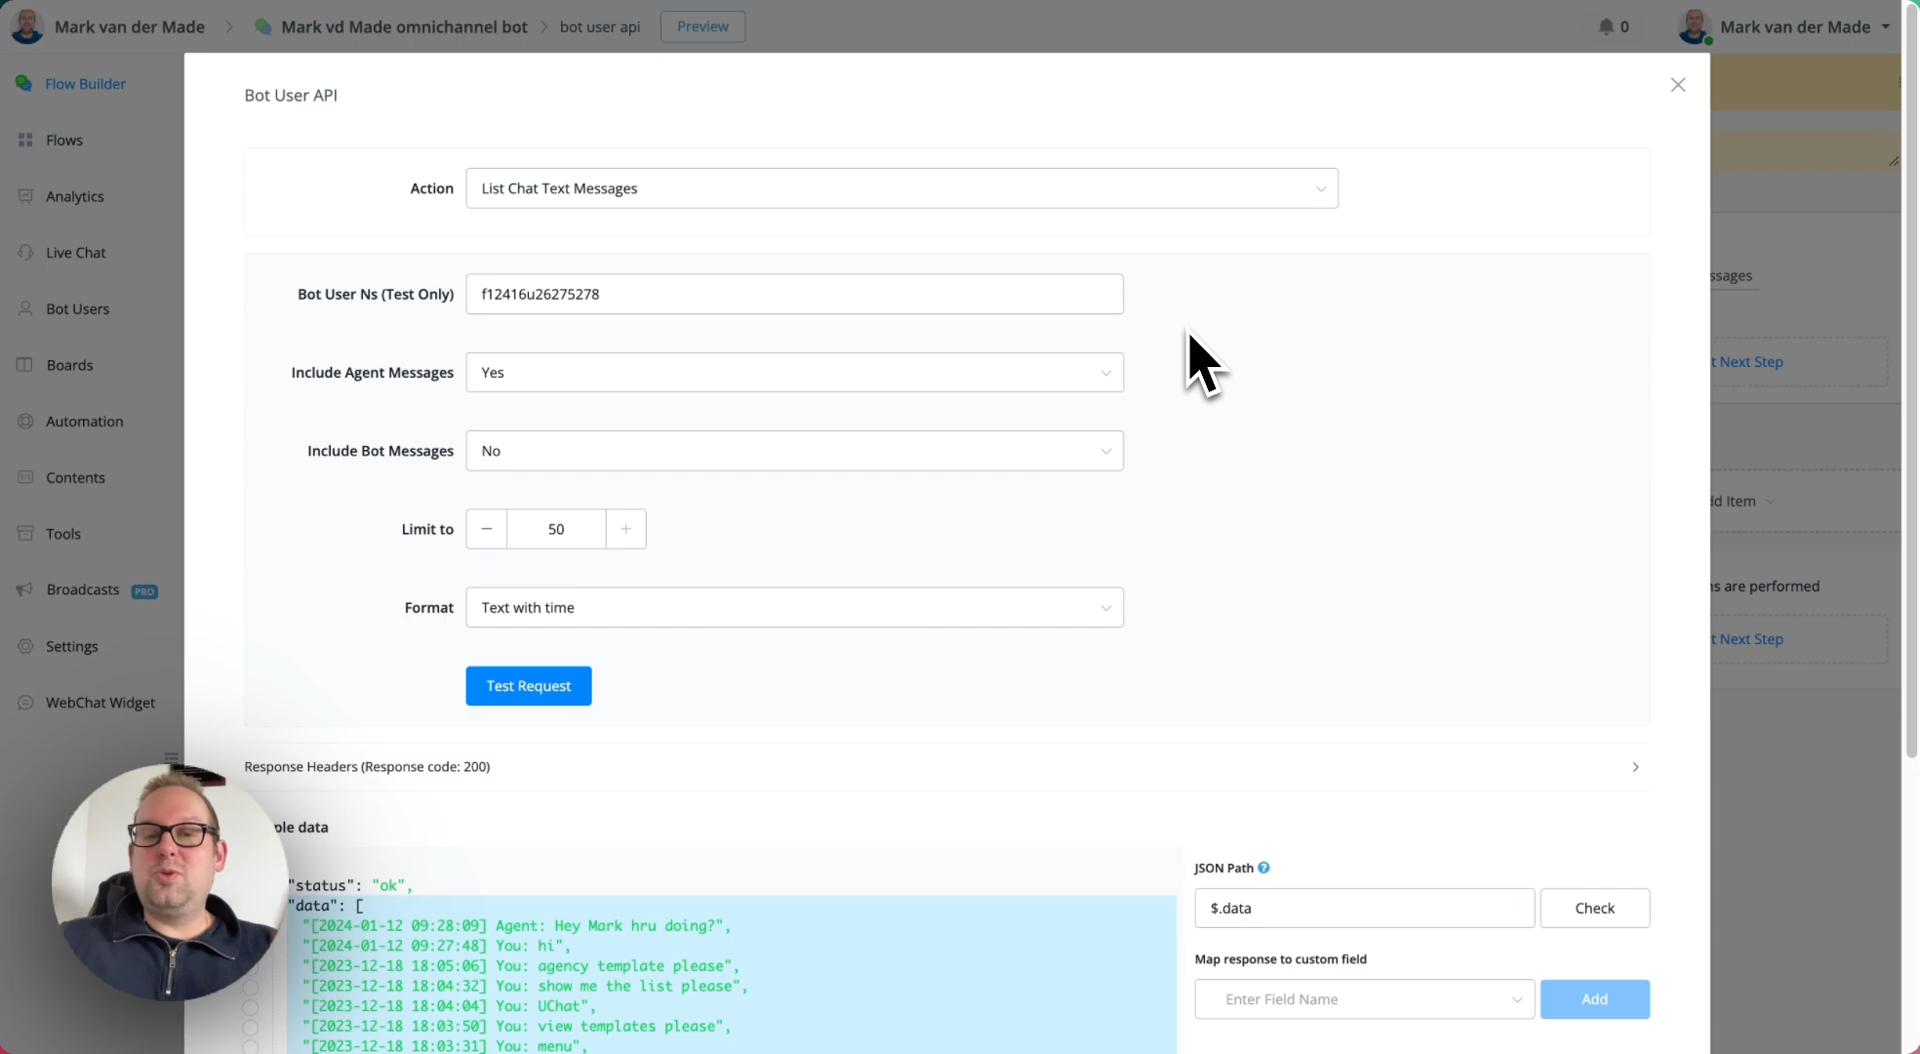 Mark van der Made
Mark vd Made omnichannel bot
bot user api
Preview
0
Mark van der Made
Flow Builder
Flows
Analytics
Live Chat
Bot Users
Boards
Automation
Contents
Tools
Broadcasts PRO
Settings
WebChat Widget
Bot User API
Action
List Chat Text Messages
Bot User Ns (Test Only)
f12416u26275278
Include Agent Messages
Yes
Include Bot Messages
No
Limit to
50
Format
Text with time
Test Request
Response Headers (Response code: 200)
data
"status": "ok",
"data": [
"[2024-01-12 09:28:09] Agent: Hey Mark hru doing?",
"[2024-01-12 09:27:48] You: hi",
"[2023-12-18 18:05:06] You: agency template please",
"[2023-12-18 18:04:32] You: show me the list please",
"[2023-12-18 18:04:04] You: UChat",
"[2023-12-18 18:03:50] You: view templates please",
"[2023-12-18 18:03:31] You: menu",
JSON Path
$.data
Check
Map response to custom field
Enter Field Name
Add
Next Step
Item
are performed
Next Step